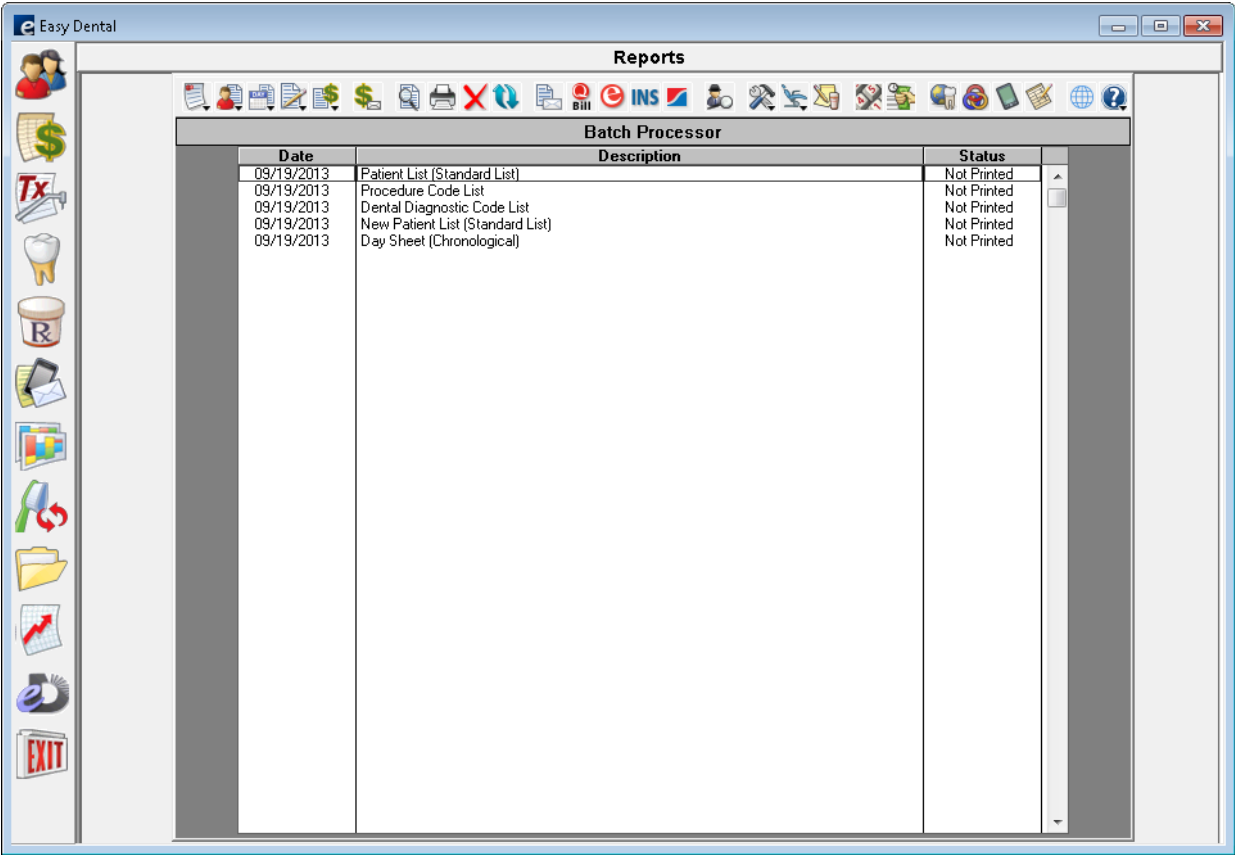 Easy Dental
Reports
DAY Bill INS
Batch Processor
Date Description Status
09/19/2013 Patient List (Standard List) Not Printed
09/19/2013 Procedure Code List Not Printed
09/19/2013 Dental Diagnostic Code List Not Printed
09/19/2013 New Patient List (Standard List) Not Printed
09/19/2013 Day Sheet (Chronological) Not Printed
Tx
Rx
EXIT